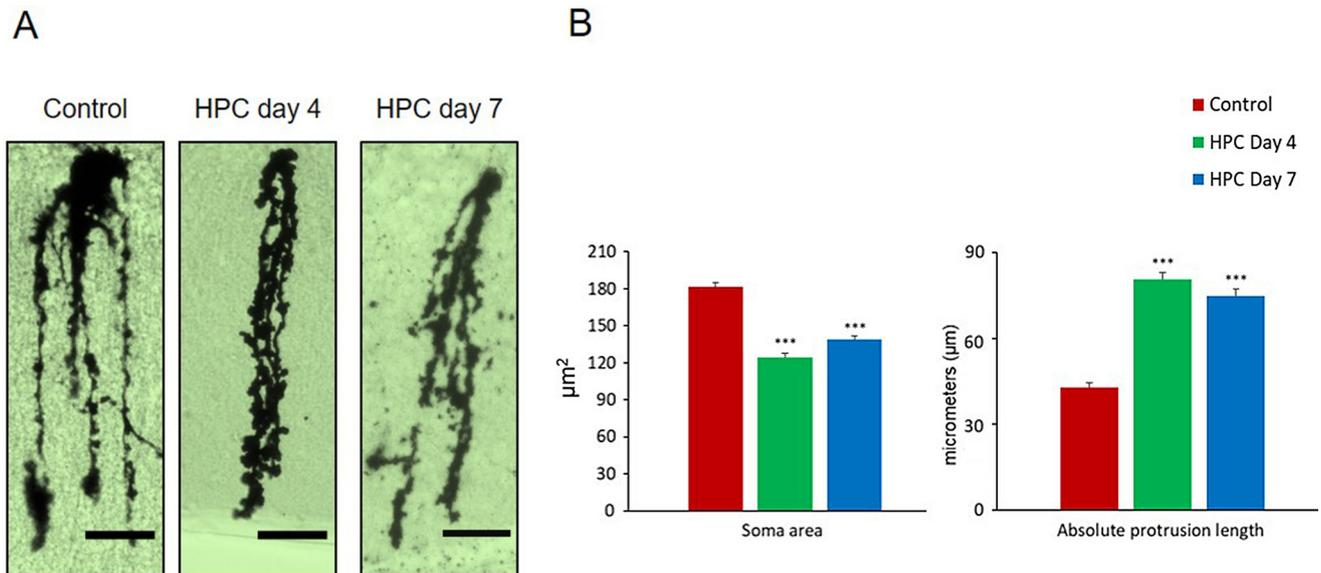 A
B
Control
HPC day 4
HPC day 7
Control
HPC Day 4
HPC Day 7
210
180
150
120
90
60
30
0
µm2
***
***
Soma area
90
60
30
0
micrometers (µm)
***
***
Absolute protrusion length